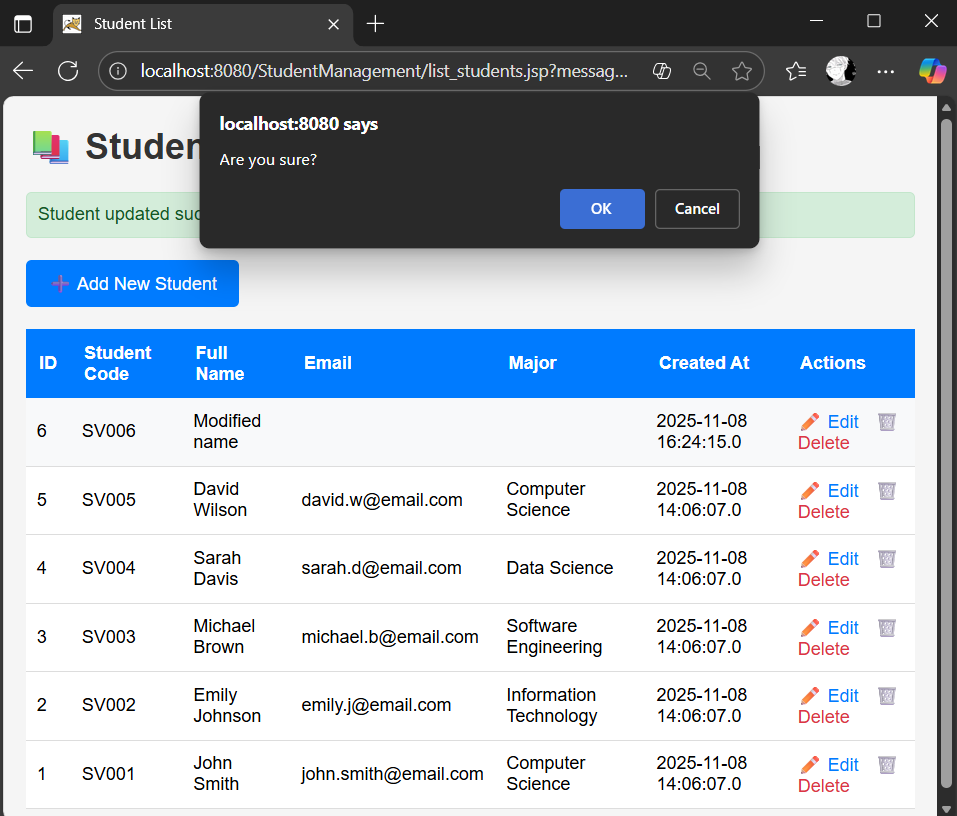 Student List
localhost:8080/StudentManagement/list_students.jsp?messag...
localhost:8080 says
Are you sure?
OK
Cancel
Student updated
Add New Student
ID
Student
Code
Full
Name
Email
Major
Created At
Actions
6
SV006
Modified
name
2025-11-08
16:24:15.0
Edit
Delete
5
SV005
David
Wilson
david.w@email.com
Computer
Science
2025-11-08
14:06:07.0
Edit
Delete
4
SV004
Sarah
Davis
sarah.d@email.com
Data Science
2025-11-08
14:06:07.0
Edit
Delete
3
SV003
Michael
Brown
michael.b@email.com
Software
Engineering
2025-11-08
14:06:07.0
Edit
Delete
2
SV002
Emily
Johnson
emily.j@email.com
Information
Technology
2025-11-08
14:06:07.0
Edit
Delete
1
SV001
John
Smith
john.smith@email.com
Computer
Science
2025-11-08
14:06:07.0
Edit
Delete